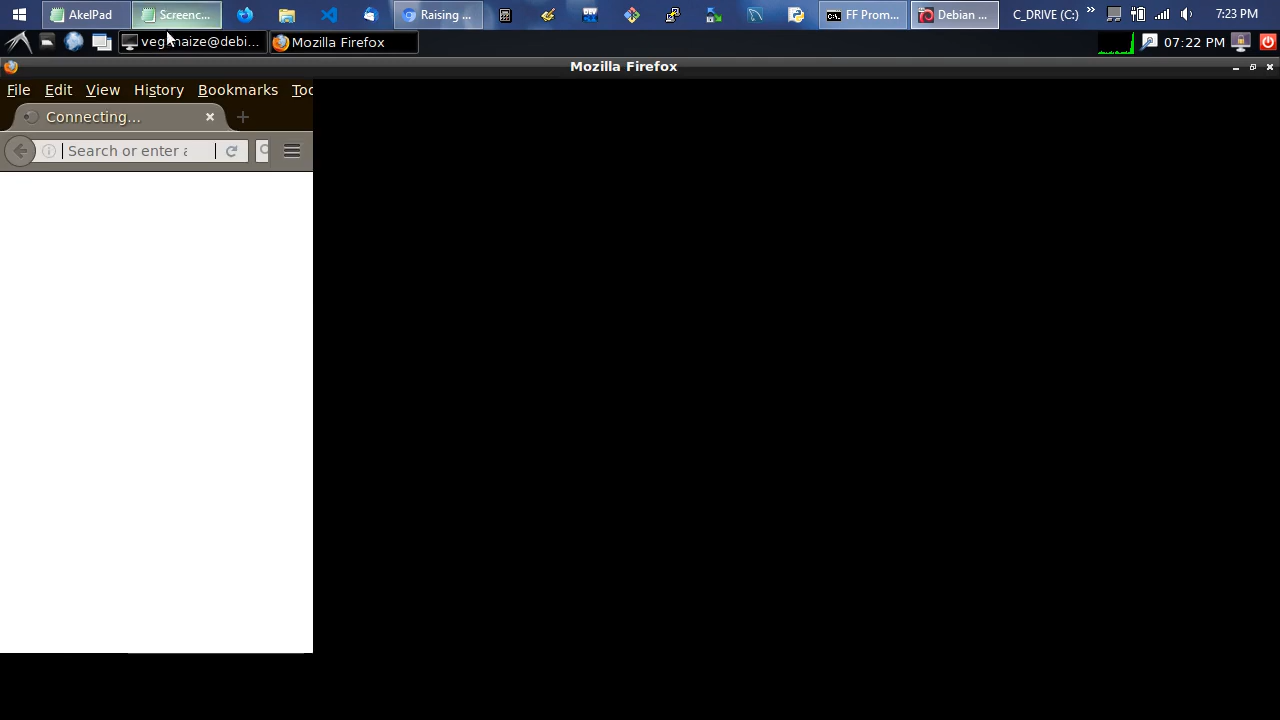 AkelPad Screenc... Raising ... FF Prom... Debian ... C_DRIVE (C:) 7:23 PM
vegmaize@debi... Mozilla Firefox 07:22 PM
Mozilla Firefox
File Edit View History Bookmarks Too
Connecting...
Search or enter a